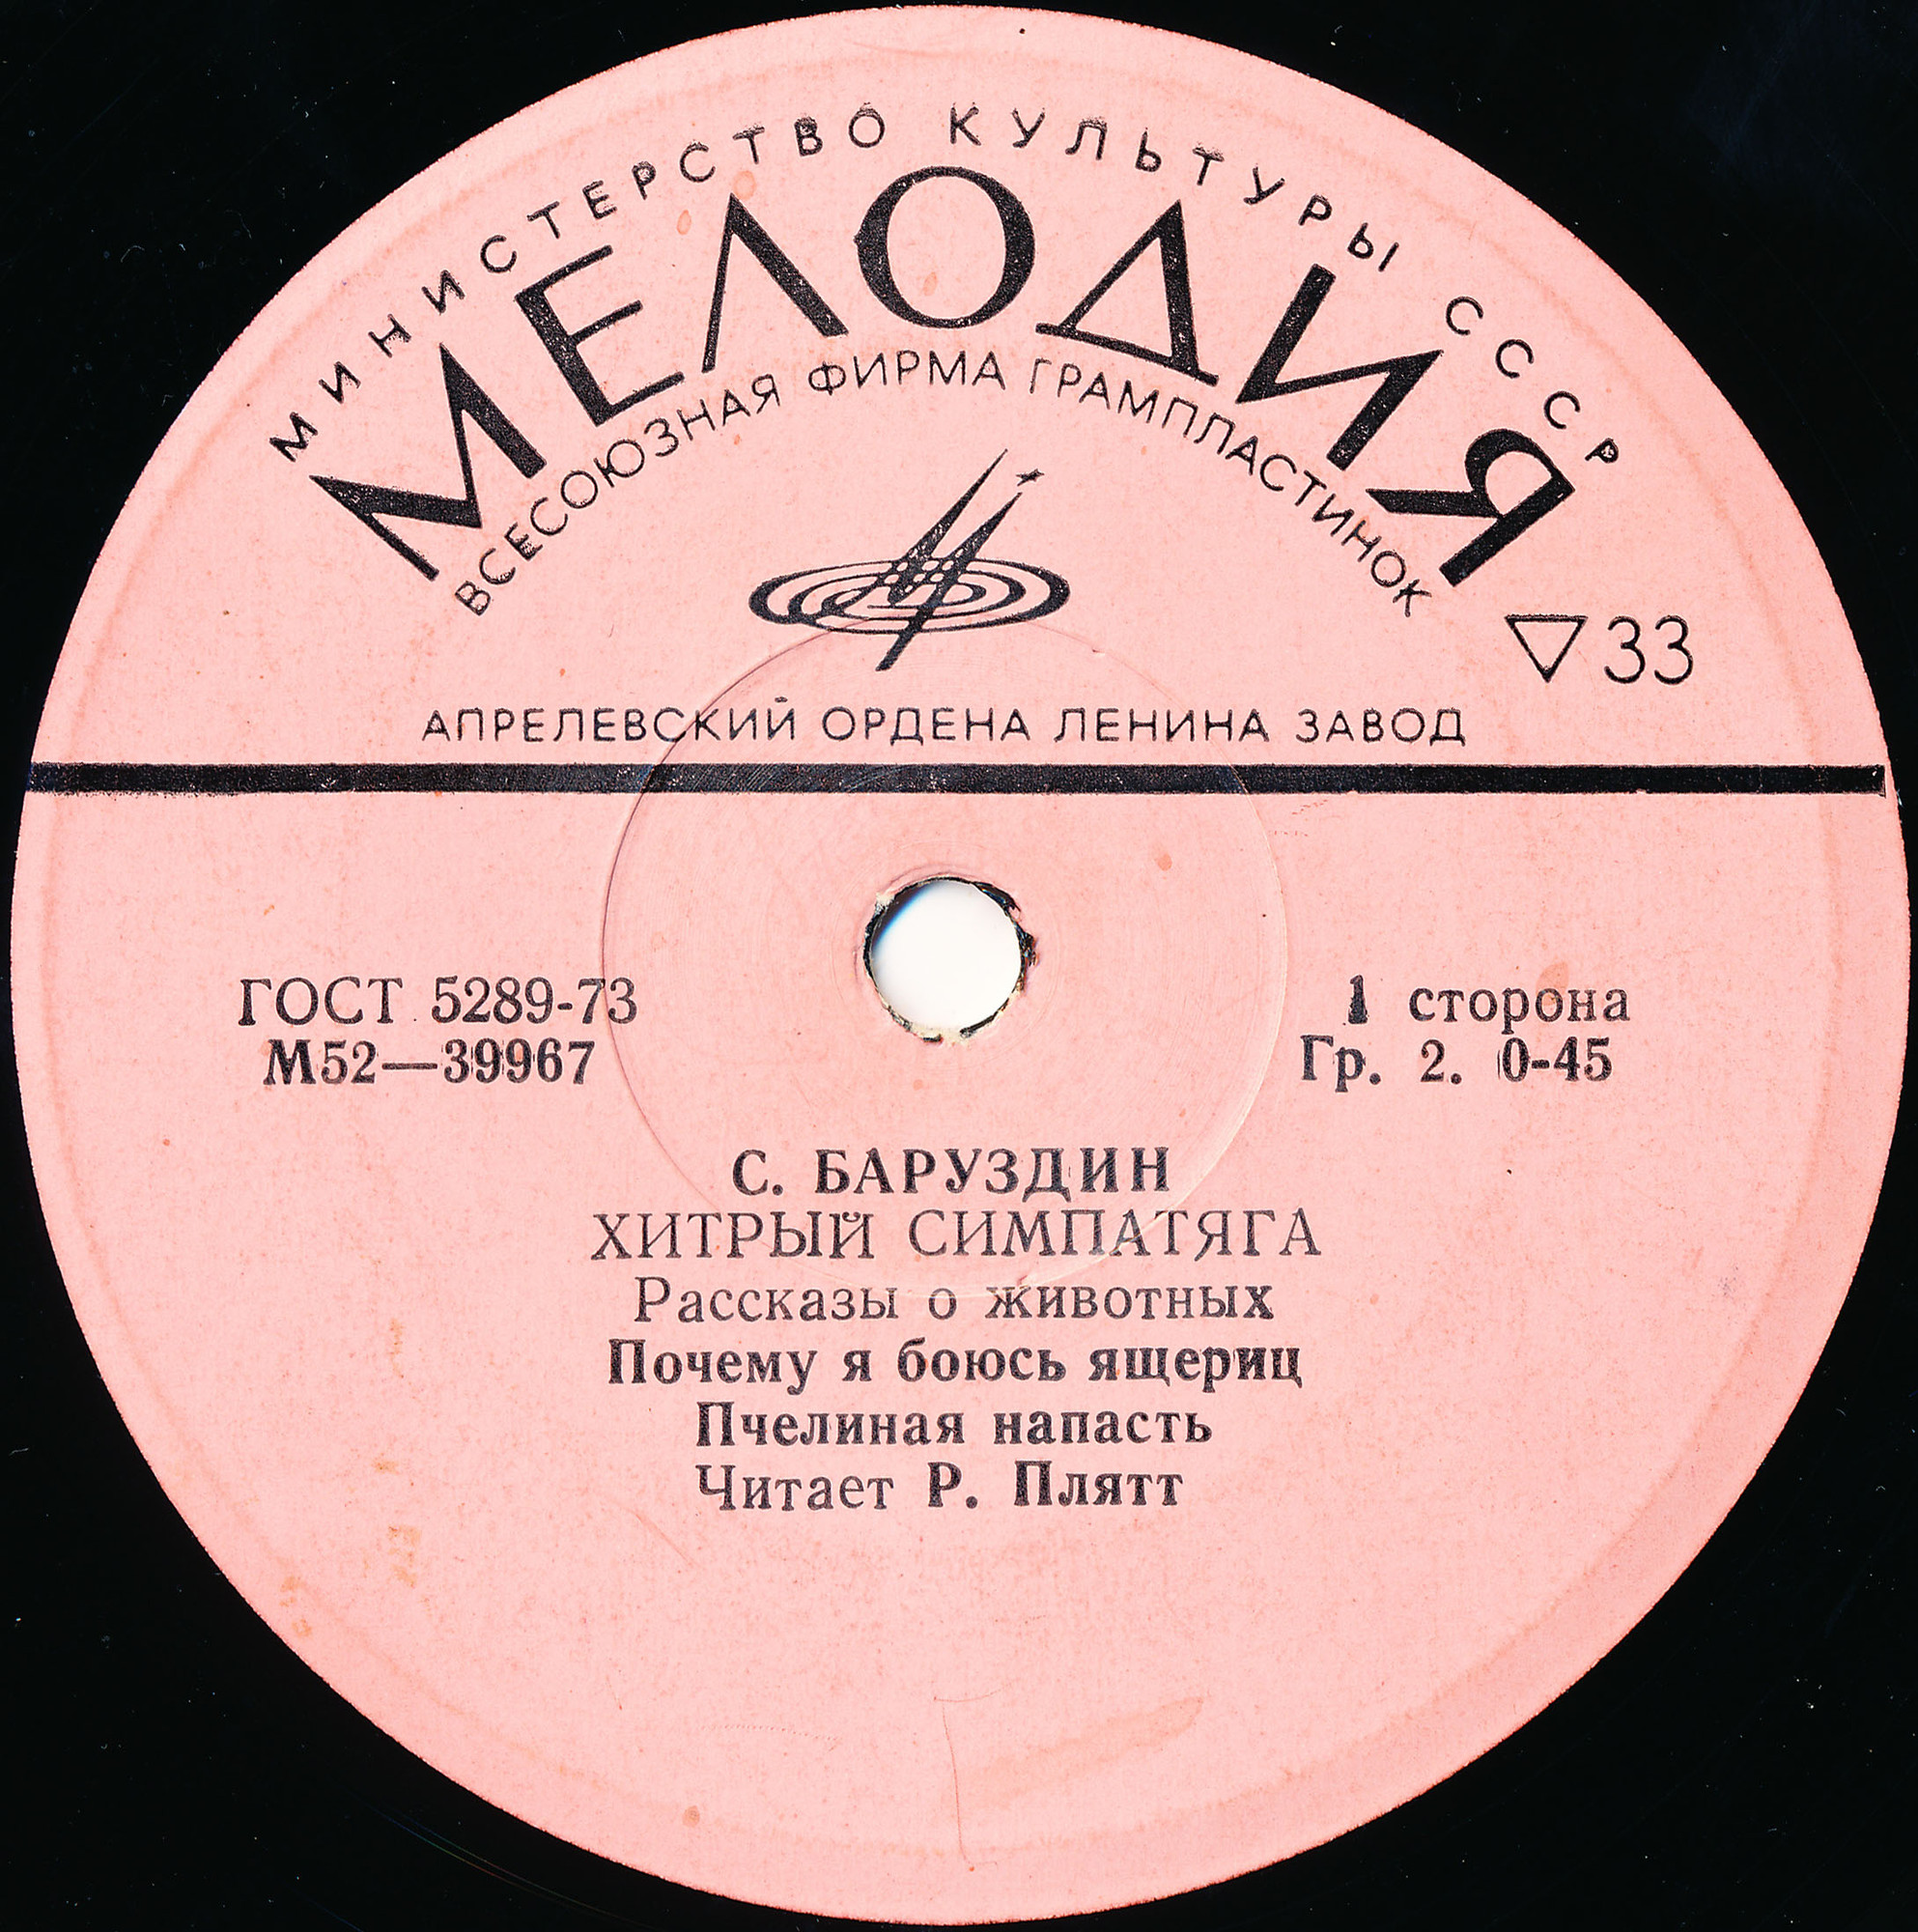 МИНИСТЕРСТВО КУЛЬТУРЫ СССР
МЕЛОДИЯ
ВСЕСОЮЗНАЯ ФИРМА ГРАМПЛАСТИНОК
33
АПРЕЛЕВСКИЙ ОРДЕНА ЛЕНИНА ЗАВОД
ГОСТ 5289-73
М52—39967
1 сторона
Гр. 2. 0-45
С. БАРУЗДИН
ХИТРЫЙ СИМПАТЯГА
Рассказы о животных
Почему я боюсь ящериц
Пчелиная напасть
Читает Р. Плятт